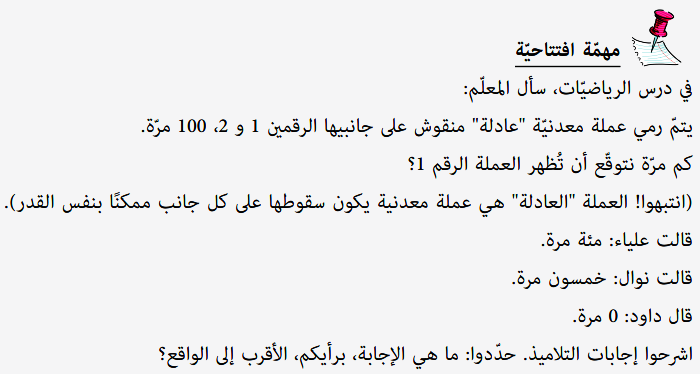 مهمّة افتتاحيّة
في درس الرياضيّات، سأل المعلّم:
يتمّ رمي عملة معدنيّة "عادلة" منقوش على جانبيها الرقمين 1 و 2، 100 مرّة.
كم مرّة نتوقّع أن تُظهر العملة الرقم 1؟
(انتبهوا! العملة "العادلة" هي عملة معدنية يكون سقوطها على كل جانب ممكنًا بنفس القدر).
قالت علياء: مئة مرة.
قالت نوال: خمسون مرة.
قال داود: 0 مرة.
اشرحوا إجابات التلاميذ. حدّدوا: ما هي الإجابة، برأيكم، الأقرب إلى الواقع؟